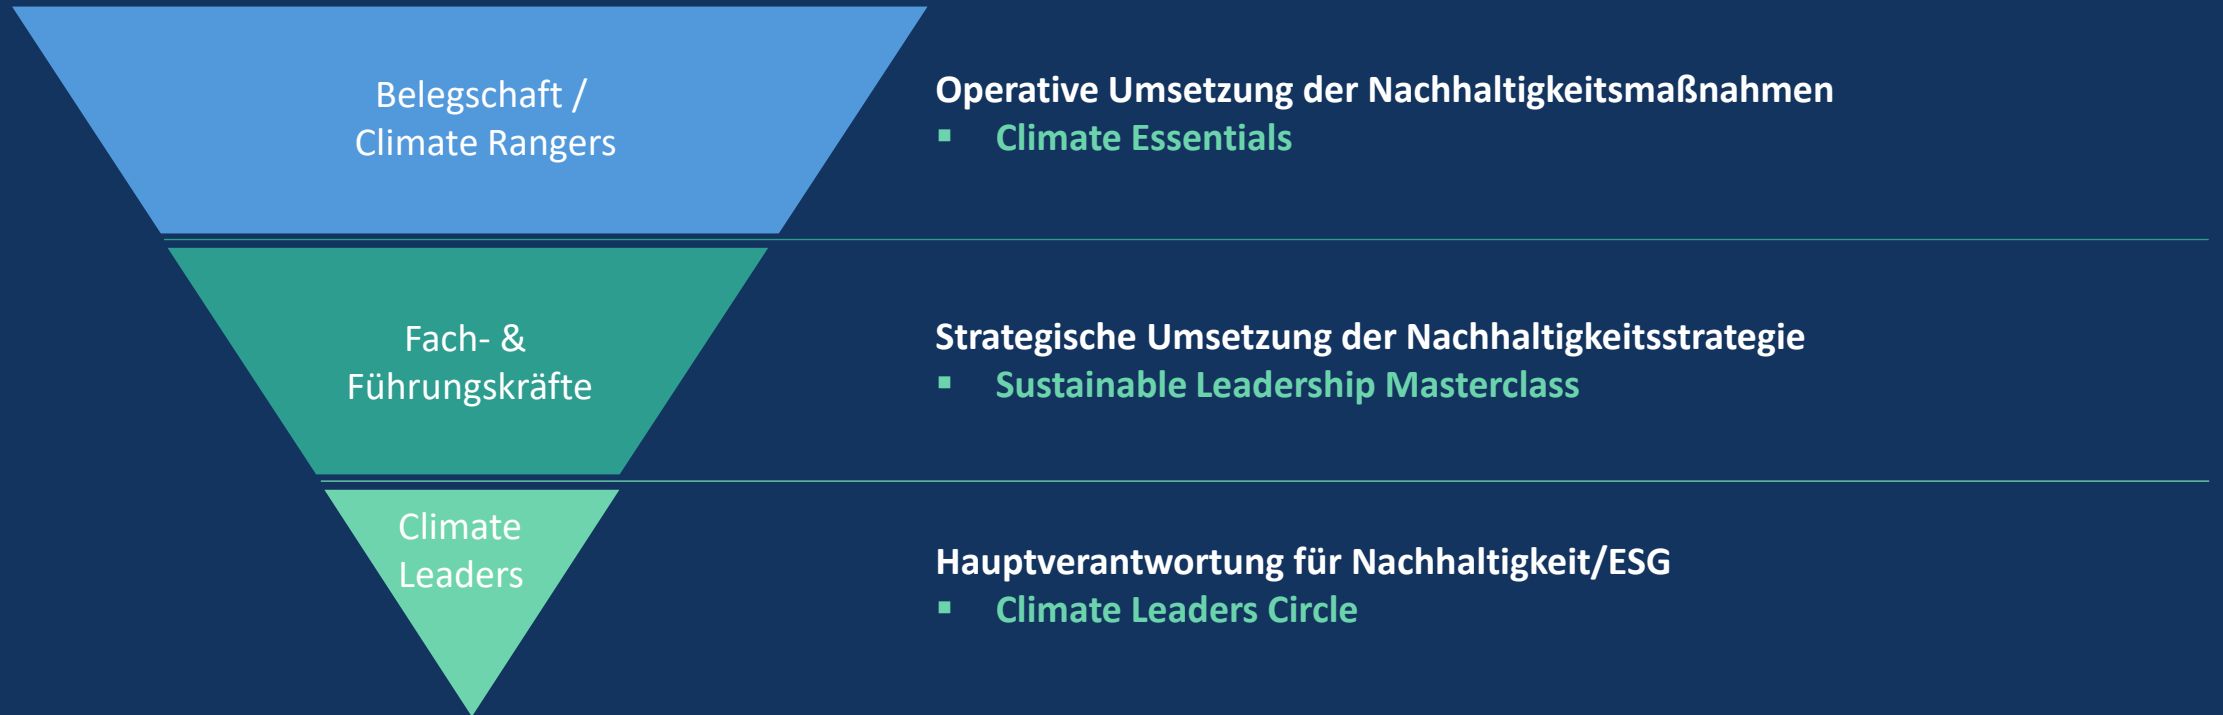 Belegschaft /
Climate Rangers
Operative Umsetzung der Nachhaltigkeitsmaßnahmen
▪ Climate Essentials
Fach- &
Führungskräfte
Strategische Umsetzung der Nachhaltigkeitsstrategie
▪ Sustainable Leadership Masterclass
Climate
Leaders
Hauptverantwortung für Nachhaltigkeit/ESG
▪ Climate Leaders Circle